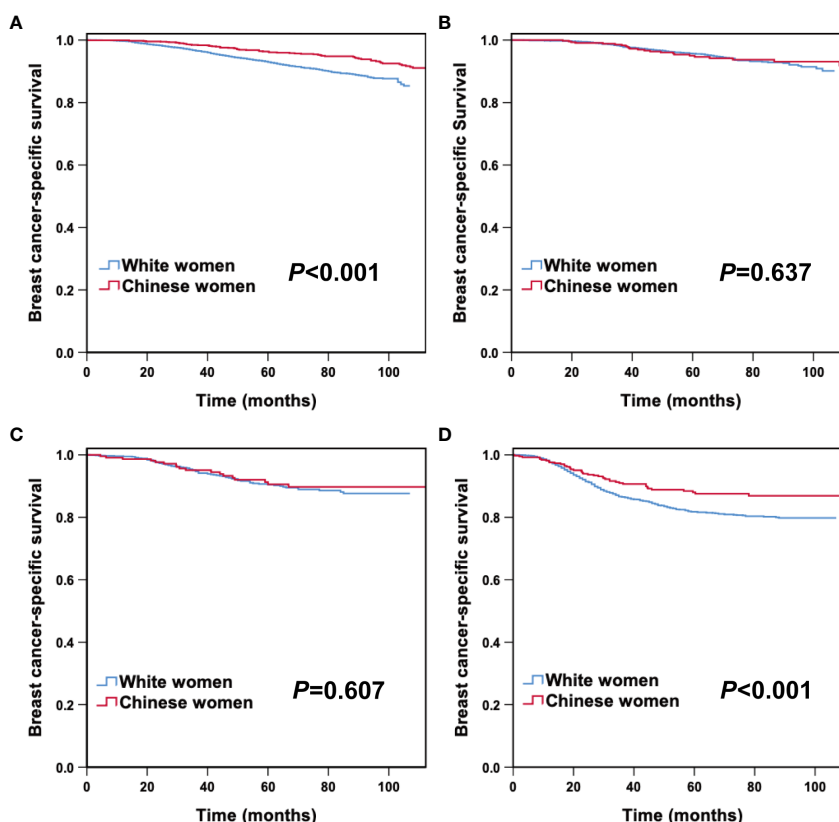 A
Breast cancer-specific survival
1.0
0.8
0.6
0.4
0.2
0.0
White women
Chinese women
P<0.001
0 20 40 60 80 100
Time (months)
B
Breast cancer-specific Survival
1.0
0.8
0.6
0.4
0.2
0.0
White women
Chinese women
P=0.637
0 20 40 60 80 100
Time (months)
C
Breast cancer-specific survival
1.0
0.8
0.6
0.4
0.2
0.0
White women
Chinese women
P=0.607
0 20 40 60 80 100
Time (months)
D
Breast cancer-specific survival
1.0
0.8
0.6
0.4
0.2
0.0
White women
Chinese women
P<0.001
0 20 40 60 80 100
Time (months)